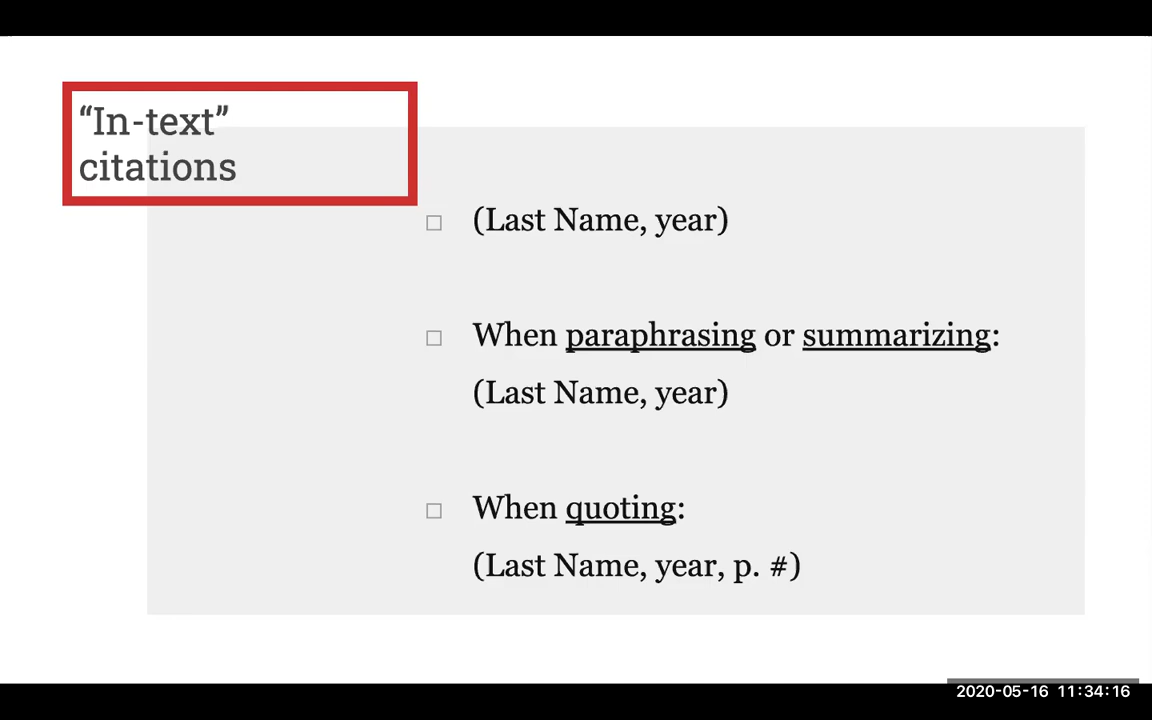 “In-text”
citations
(Last Name, year)
When paraphrasing or summarizing:
(Last Name, year)
When quoting:
(Last Name, year, p. #)
2020-05-16 11:34:16